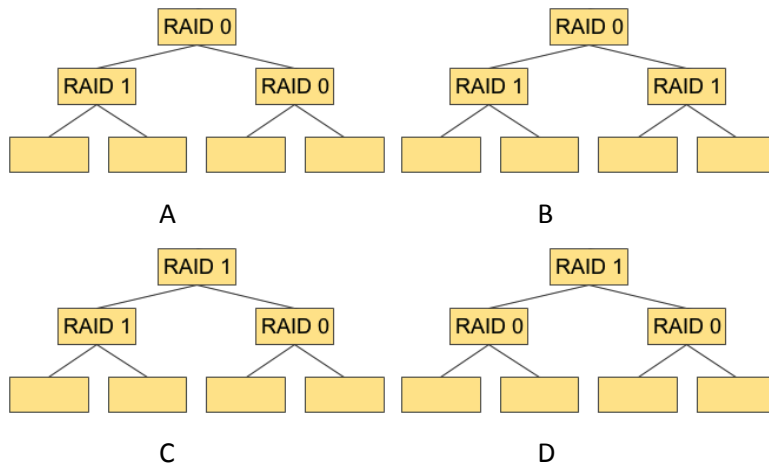 RAID 0 RAID 0
RAID 1 RAID 0 RAID 1 RAID 1
A B
RAID 1 RAID 1
RAID 1 RAID 0 RAID 0 RAID 0
C D